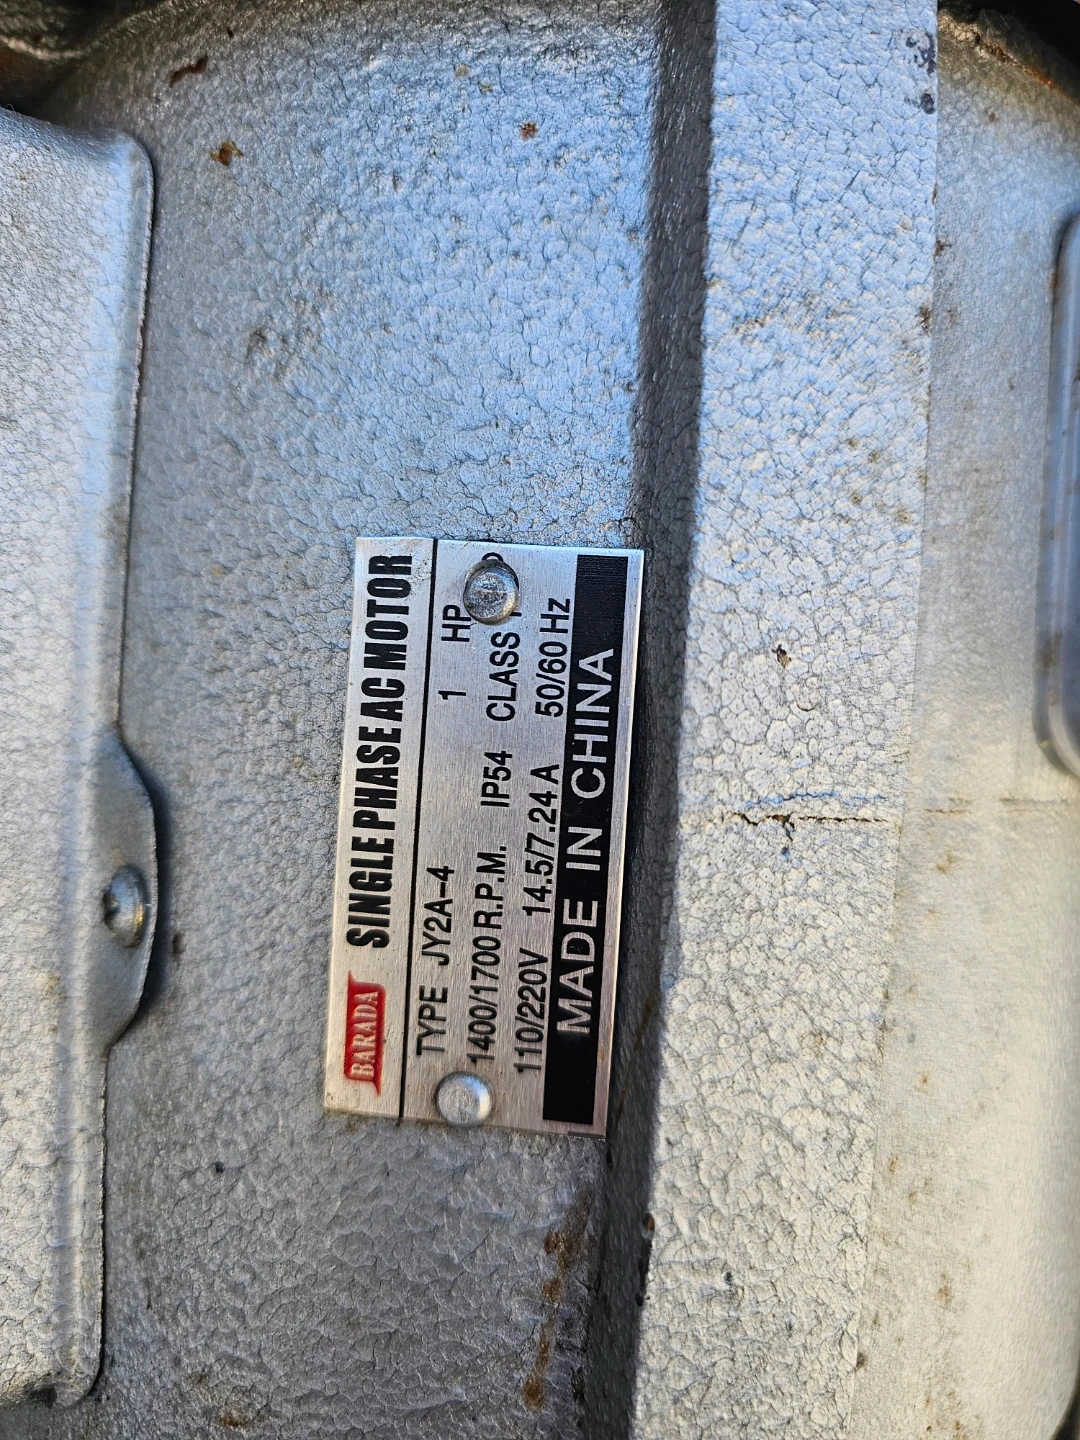 BARADA SINGLE PHASE AC MOTOR
TYPE JY2A-4 1 HP
1400/1700 R.P.M. IP54 CLASS
110/220V 14.5/7.24 A 50/60 Hz
MADE IN CHINA